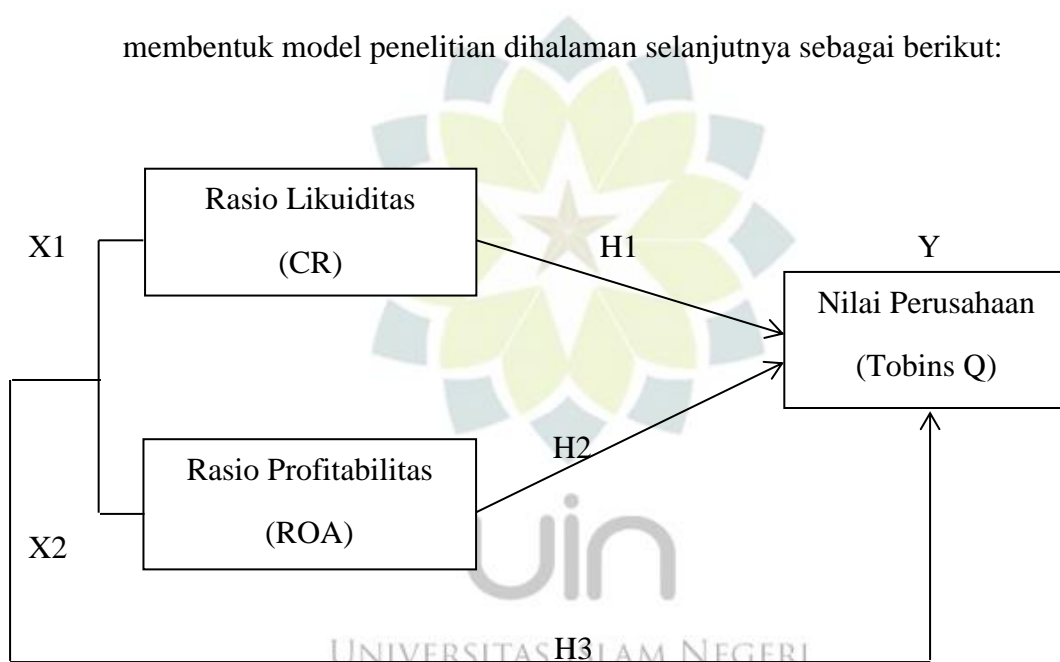 membentuk model penelitian dihalaman selanjutnya sebagai berikut:
Rasio Likuiditas
(CR)
X1
H1
Y
Nilai Perusahaan
(Tobins Q)
H2
Rasio Profitabilitas
(ROA)
X2
uin
H3
UNIVERSITAS ISLAM NEGERI